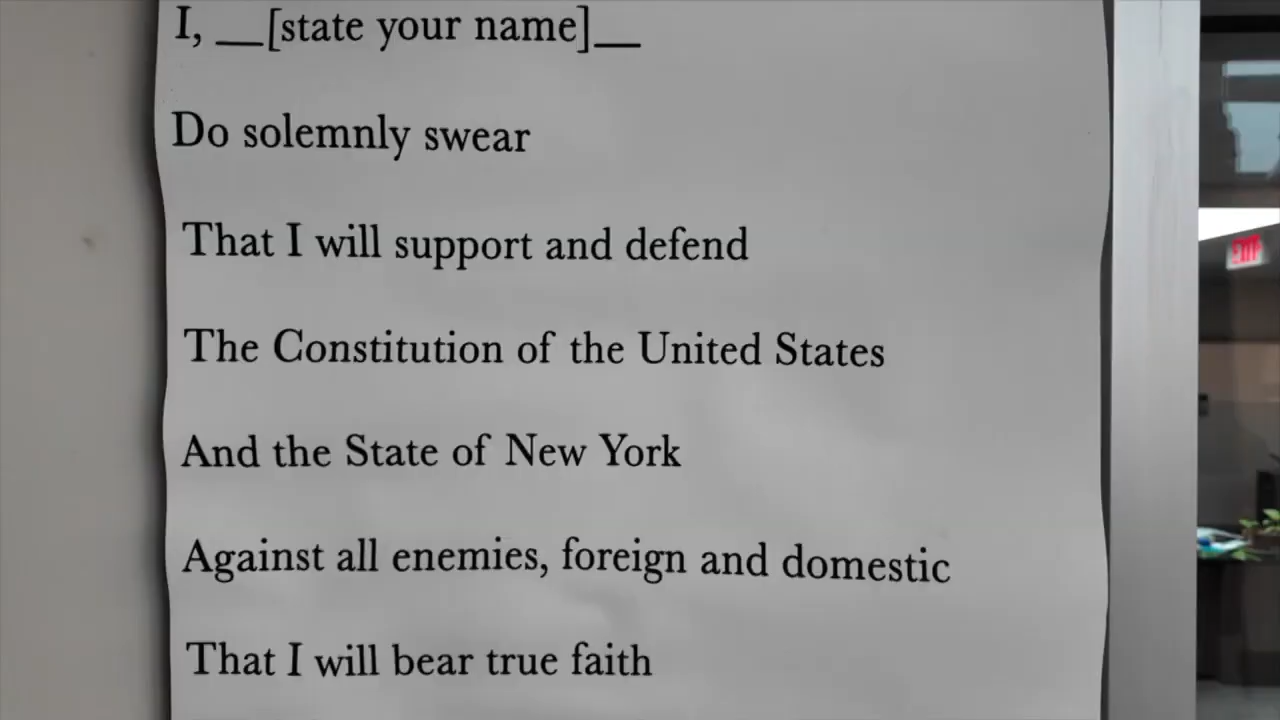 I, __[state your name]__
Do solemnly swear
That I will support and defend
The Constitution of the United States
And the State of New York
Against all enemies, foreign and domestic
That I will bear true faith
EXIT